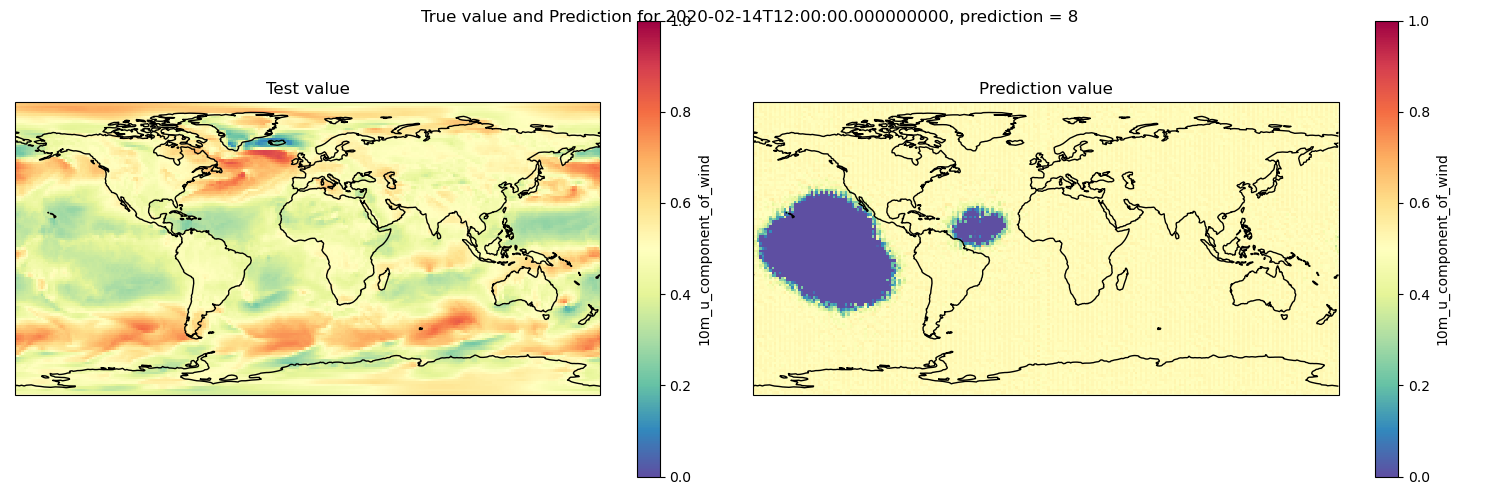 True value and Prediction for 2020-02-14T12:00:00.000000000, prediction = 8
Test value
1.0
0.8
0.6
0.4
0.2
0.0
10m_u_component_of_wind
Prediction value
1.0
0.8
0.6
0.4
0.2
0.0
10m_u_component_of_wind